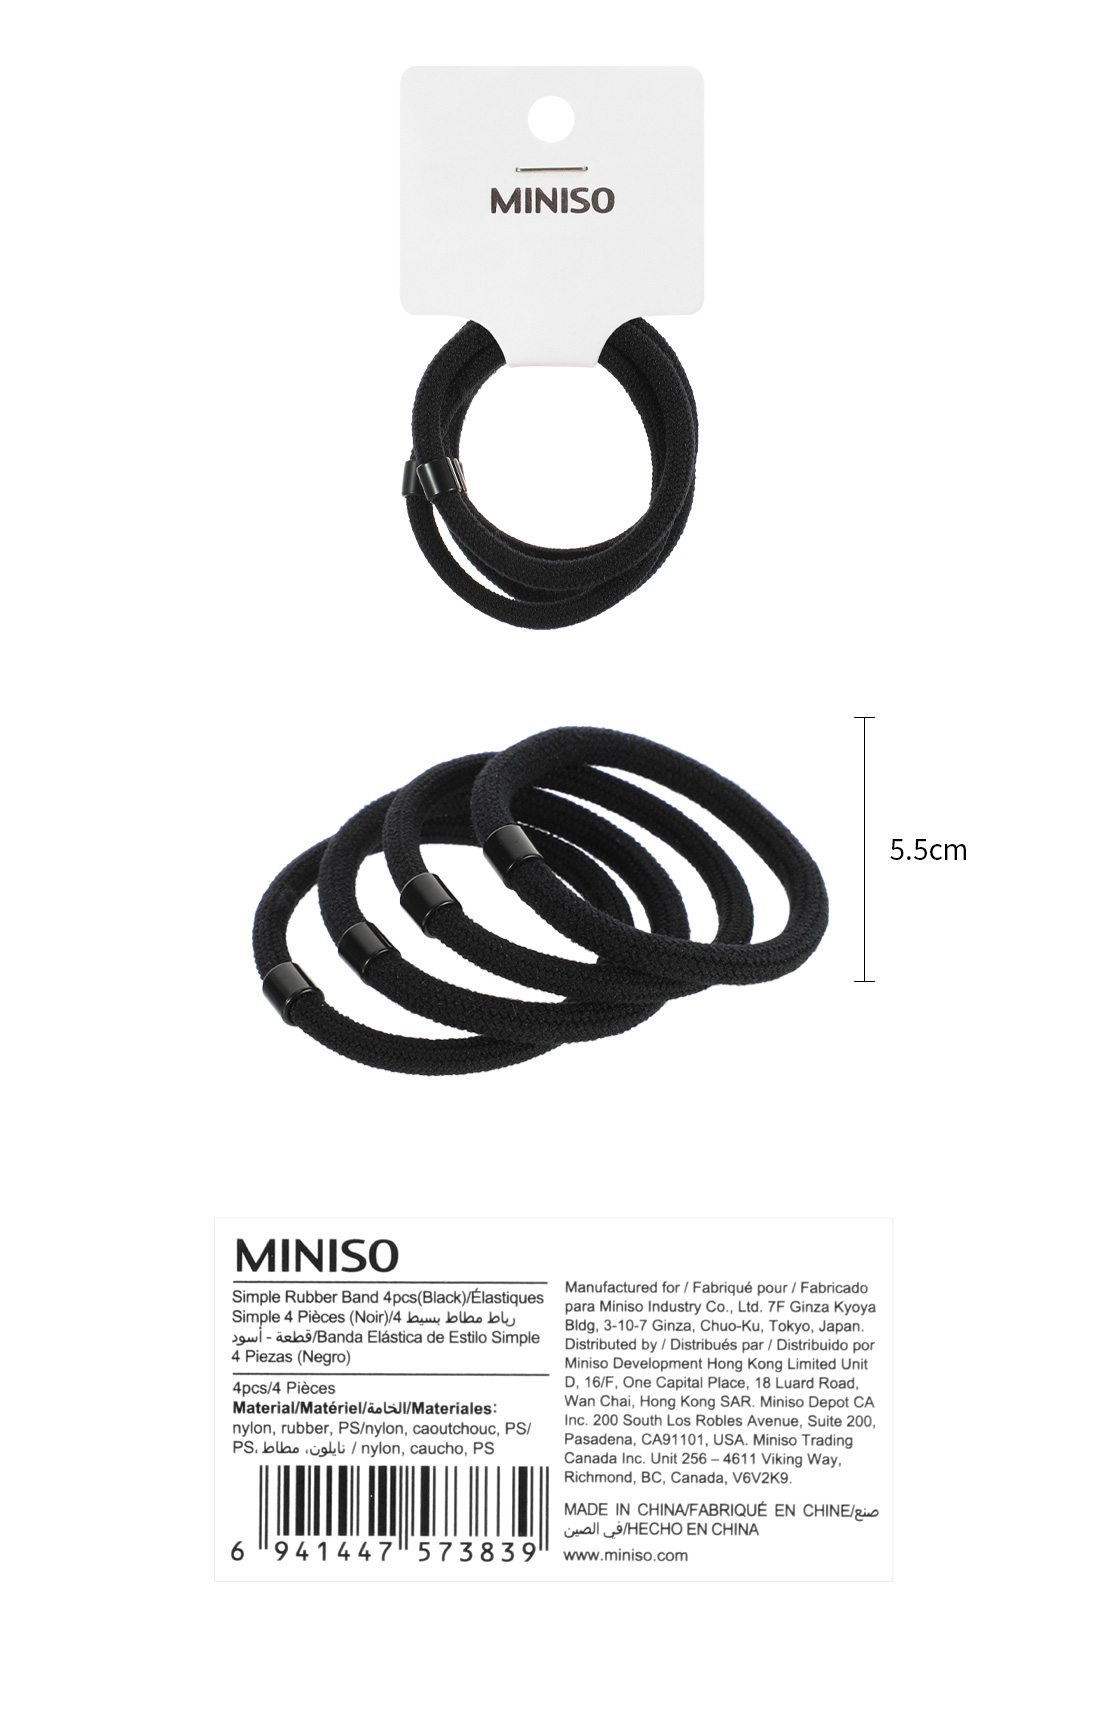 MINISO
5.5cm
MINISO
Simple Rubber Band 4pcs(Black)/Élastiques
Simple 4 Pièces (Noir)/4 رباط مطاط بسيط
قطعة - أسود/Banda Elástica de Estilo Simple
4 Piezas (Negro)
4pcs/4 Pièces
Material/Matériel/الخامة/Materiales:
nylon, rubber, PS/nylon, caoutchouc, PS/
PS، نايلون، مطاط / nylon, caucho, PS
6 941447 573839
Manufactured for / Fabriqué pour / Fabricado
para Miniso Industry Co., Ltd. 7F Ginza Kyoya
Bldg, 3-10-7 Ginza, Chuo-Ku, Tokyo, Japan.
Distributed by / Distribués par / Distribuido por
Miniso Development Hong Kong Limited Unit
D, 16/F, One Capital Place, 18 Luard Road,
Wan Chai, Hong Kong SAR. Miniso Depot CA
Inc. 200 South Los Robles Avenue, Suite 200,
Pasadena, CA91101, USA. Miniso Trading
Canada Inc. Unit 256 – 4611 Viking Way,
Richmond, BC, Canada, V6V2K9.
MADE IN CHINA/FABRIQUÉ EN CHINE/صنع
في الصين/HECHO EN CHINA
www.miniso.com